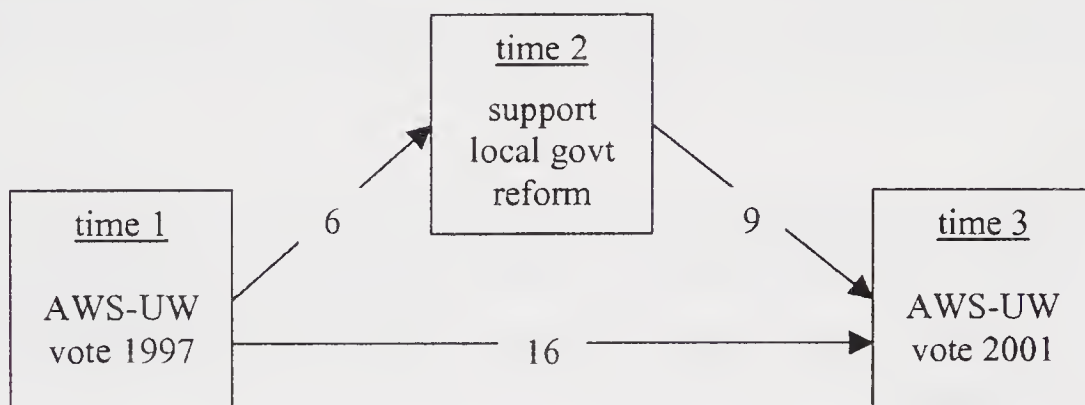 time 2
support
local govt
reform
time 1
AWS-UW
vote 1997
6
9
16
time 3
AWS-UW
vote 2001